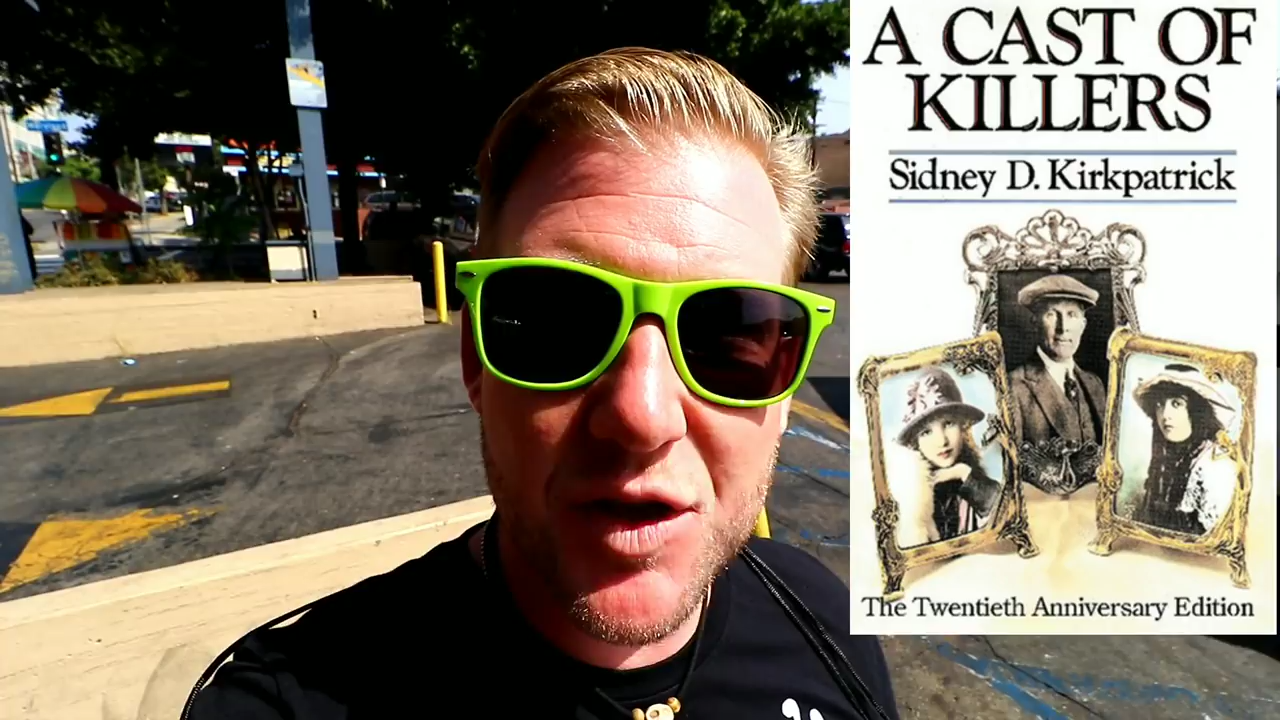 A CAST OF
KILLERS
Sidney D. Kirkpatrick
The Twentieth Anniversary Edition